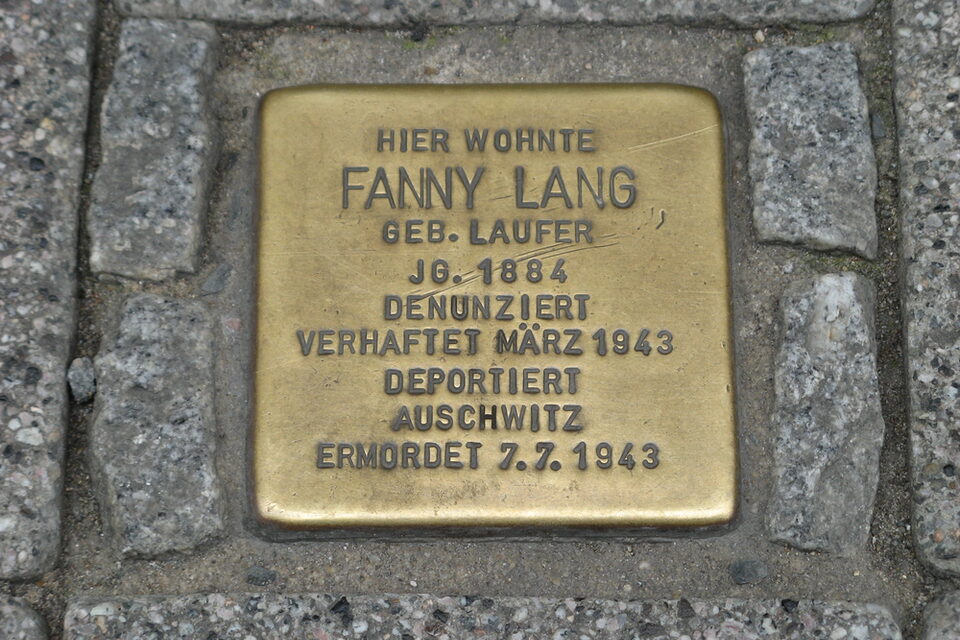 HIER WOHNTE
FANNY LANG
GEB. LAUFER
JG. 1884
DENUNZIERT
VERHAFTET MÄRZ 1943
DEPORTIERT
AUSCHWITZ
ERMORDET 7.7.1943